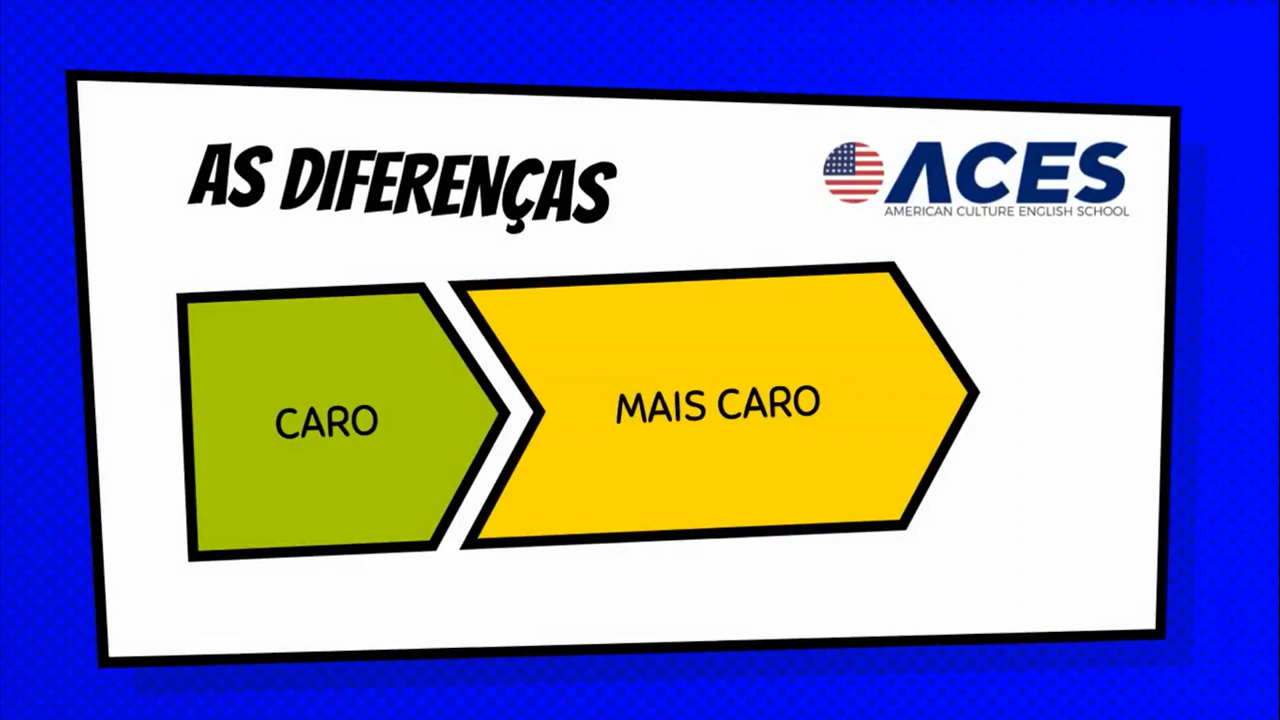 AS DIFERENÇAS
ACES
AMERICAN CULTURE ENGLISH SCHOOL
CARO
MAIS CARO